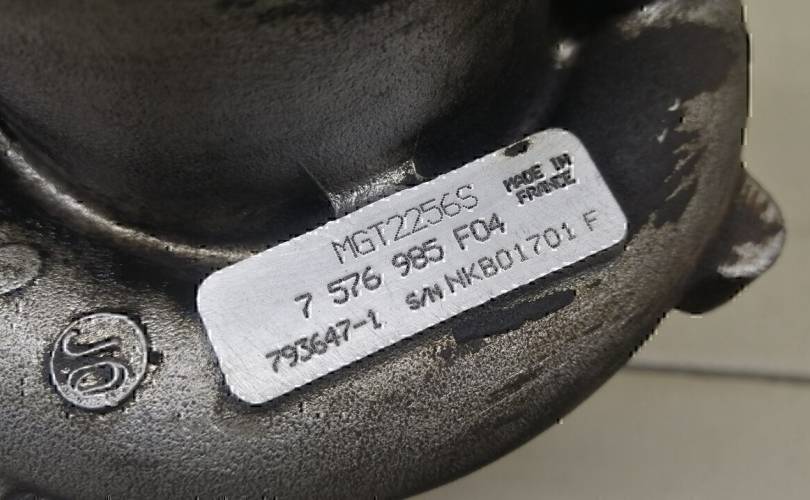 MGT2256S
MADE IN
FRANCE
7 576 985 F04
793647-1 S/N NKB01701 F